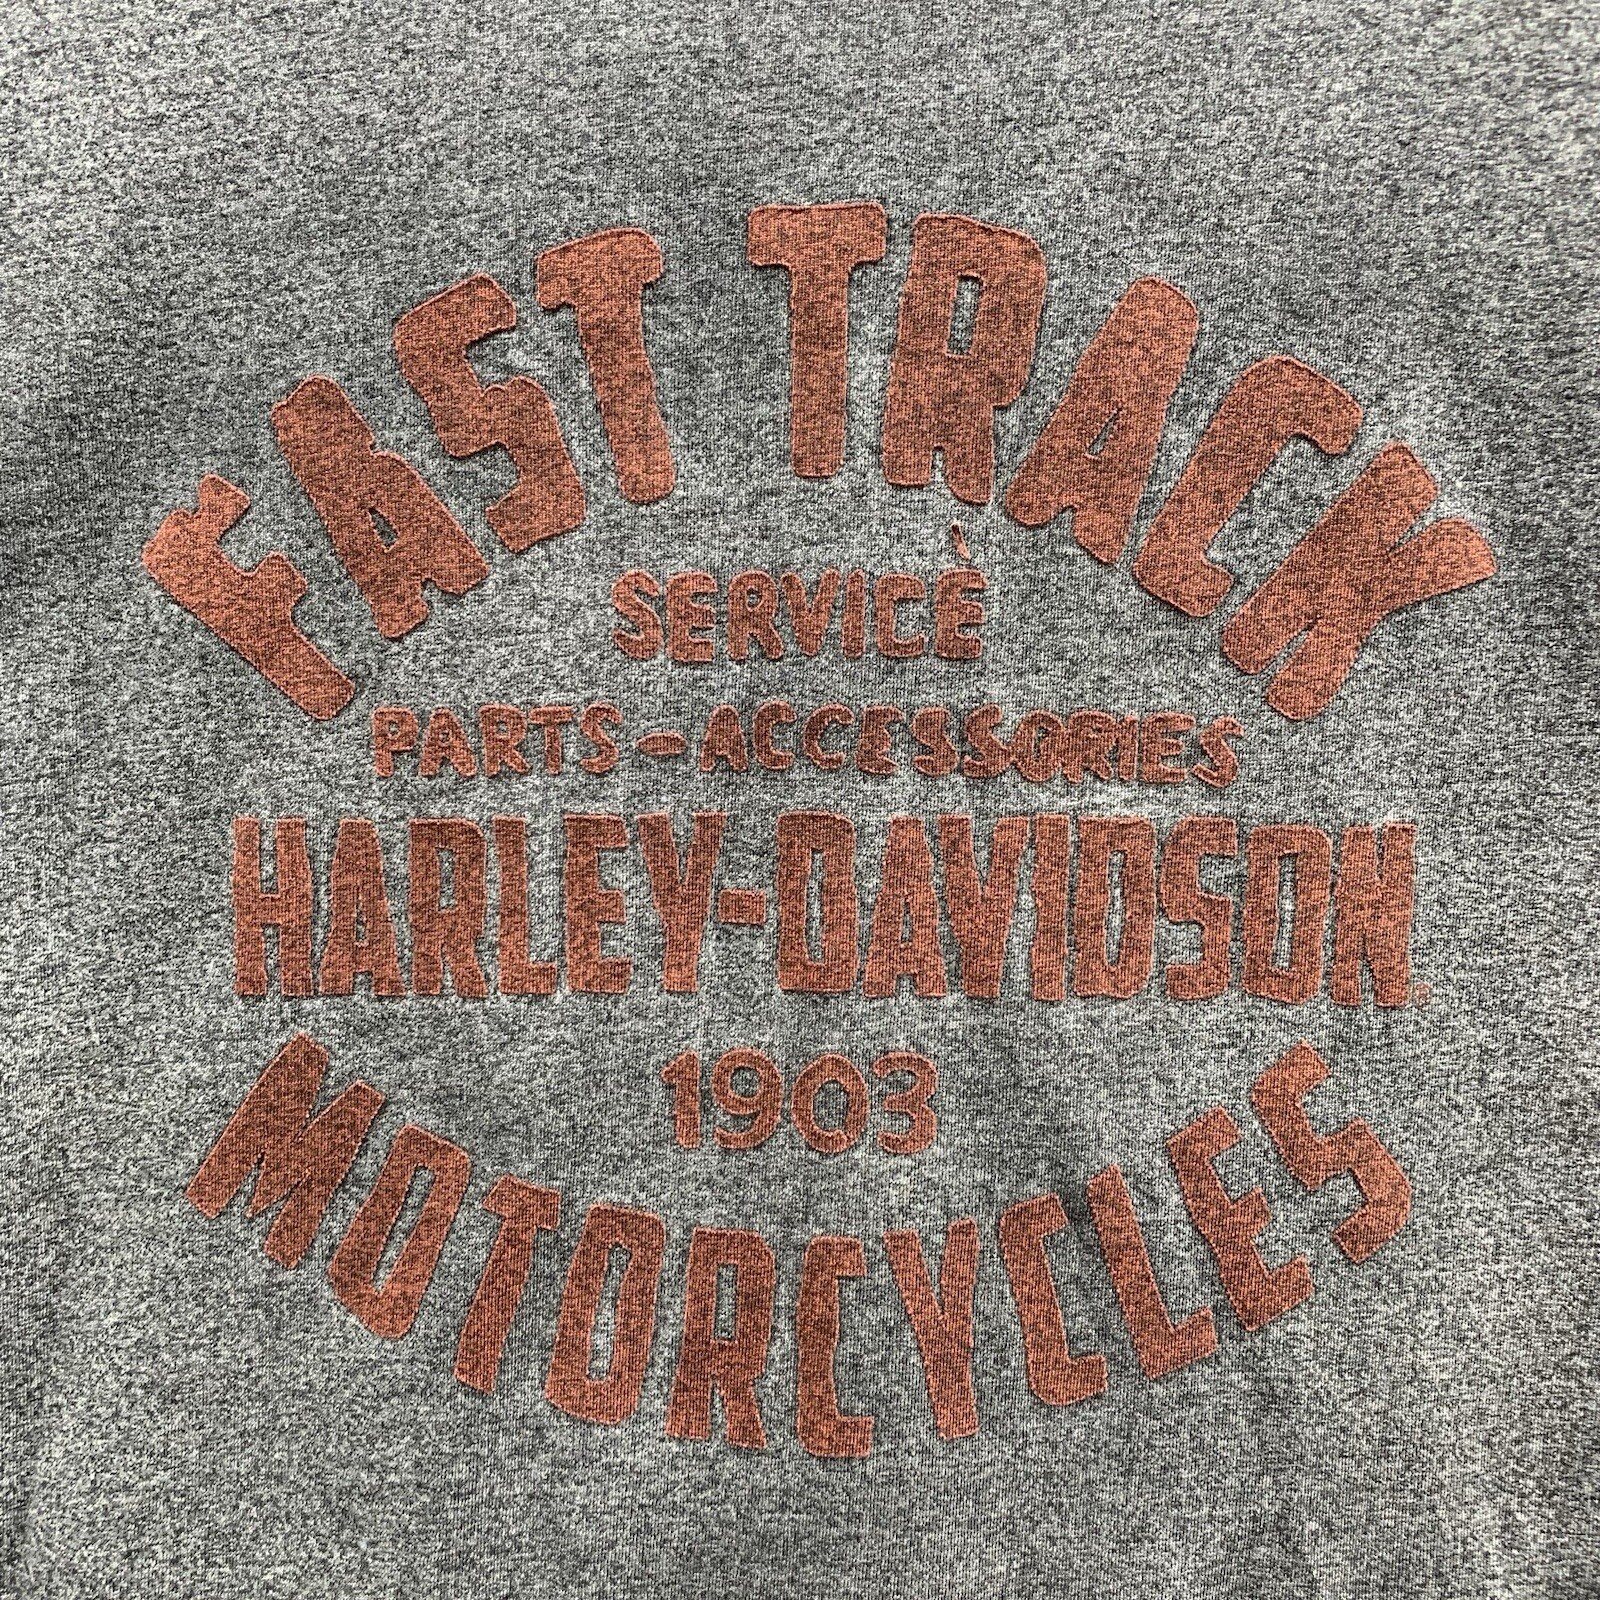 FAST TRACK
SERVICÈ
PARTS-ACCESSORIES
HARLEY-DAVIDSON®
1903
MOTORCYCLES